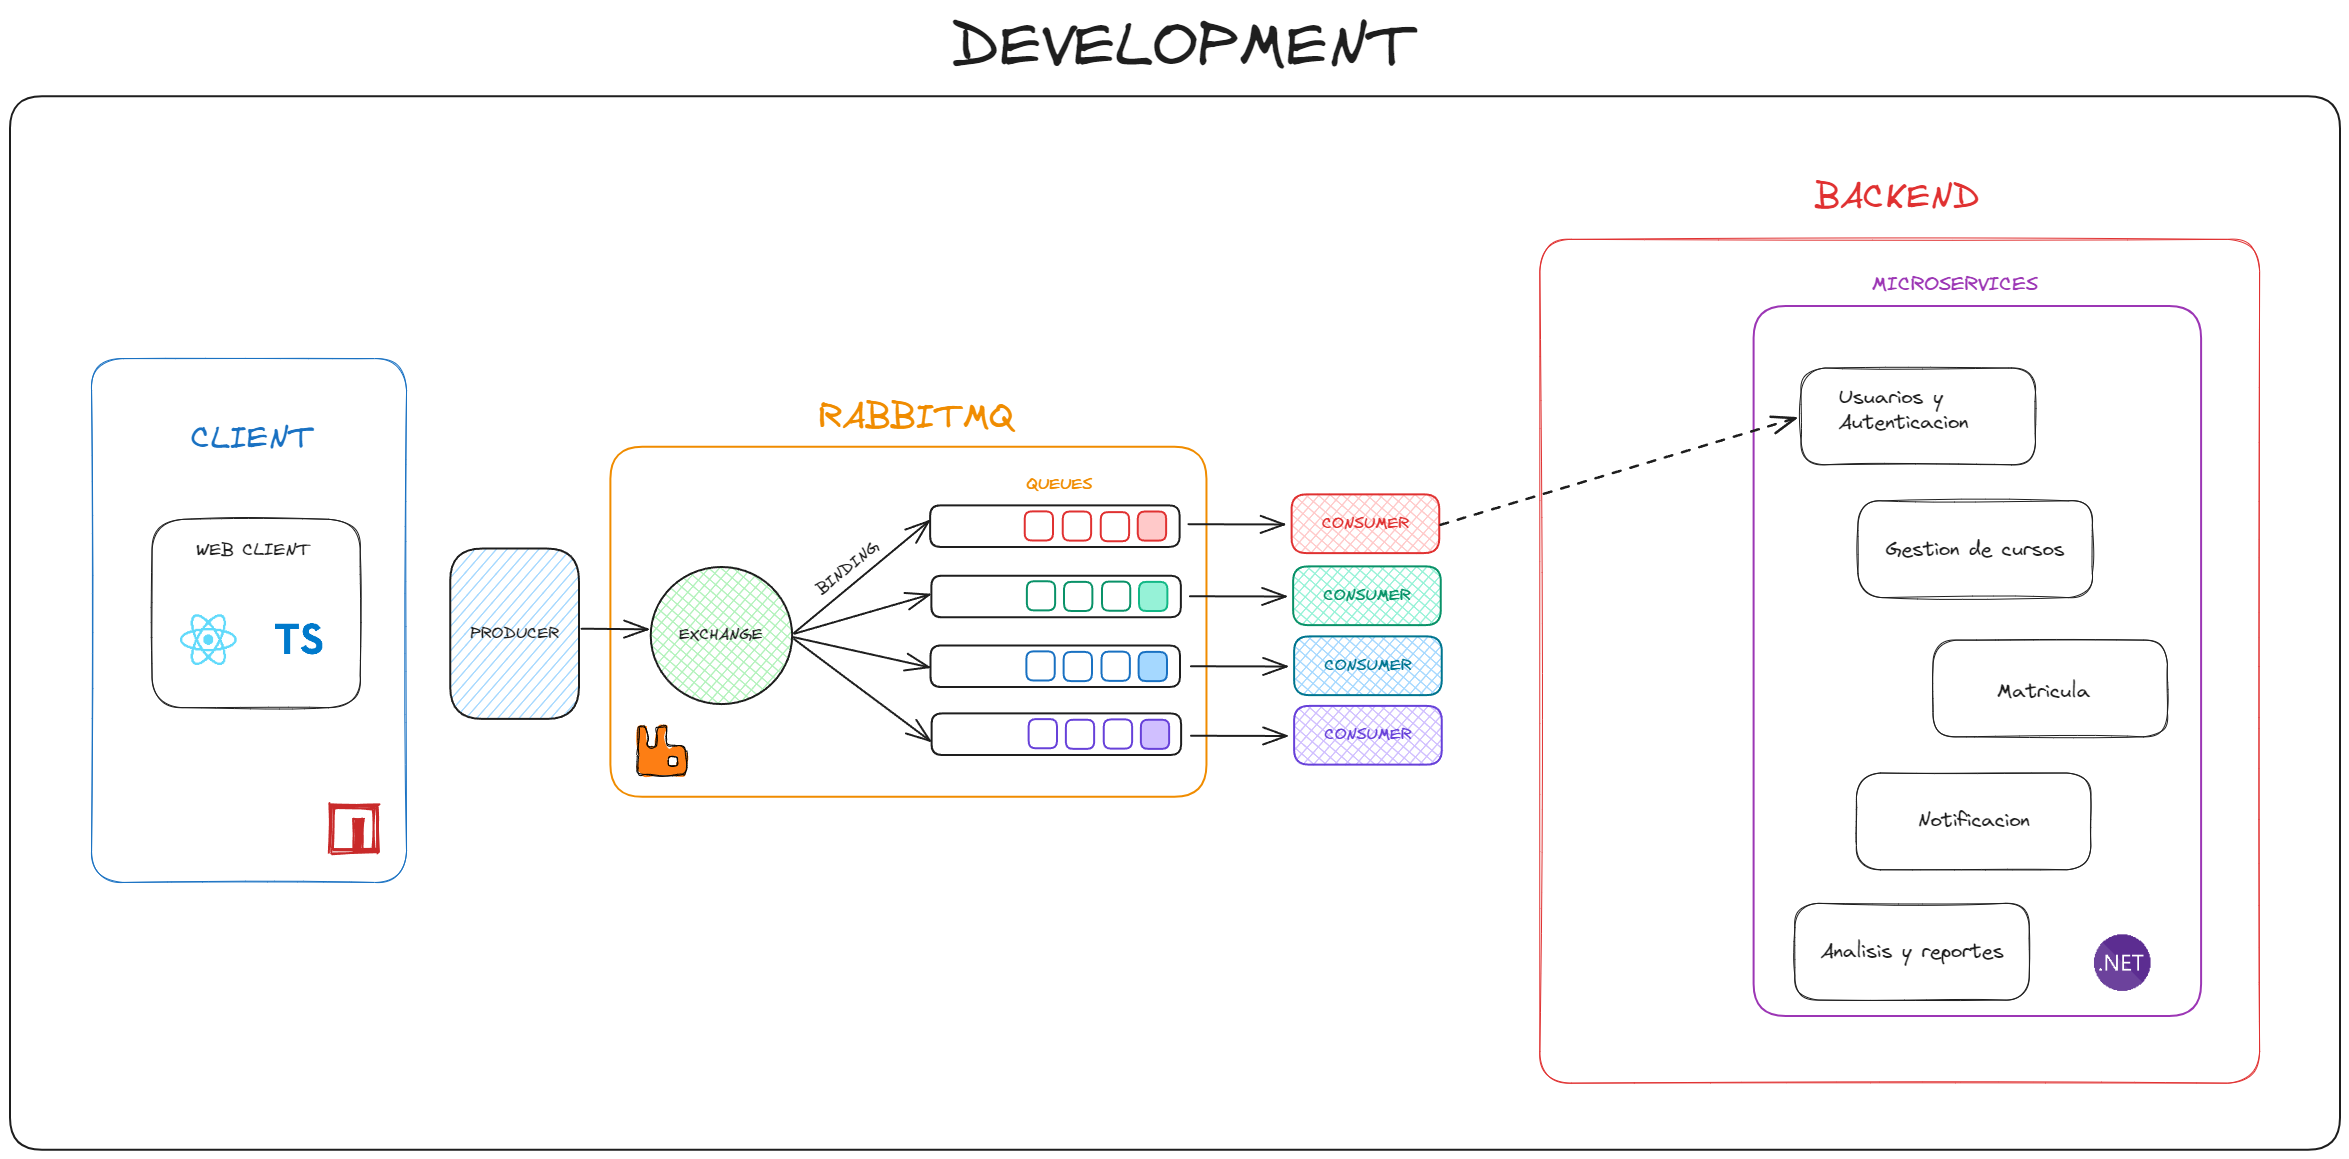 DEVELOPMENT
BACKEND
MICROSERVICES
CLIENT
WEB CLIENT
TS
PRODUCER
RABBITMQ
QUEUES
BINDING
EXCHANGE
CONSUMER
CONSUMER
CONSUMER
CONSUMER
Usuarios y
Autenticacion
Gestion de cursos
Matricula
Notificacion
Analisis y reportes
.NET